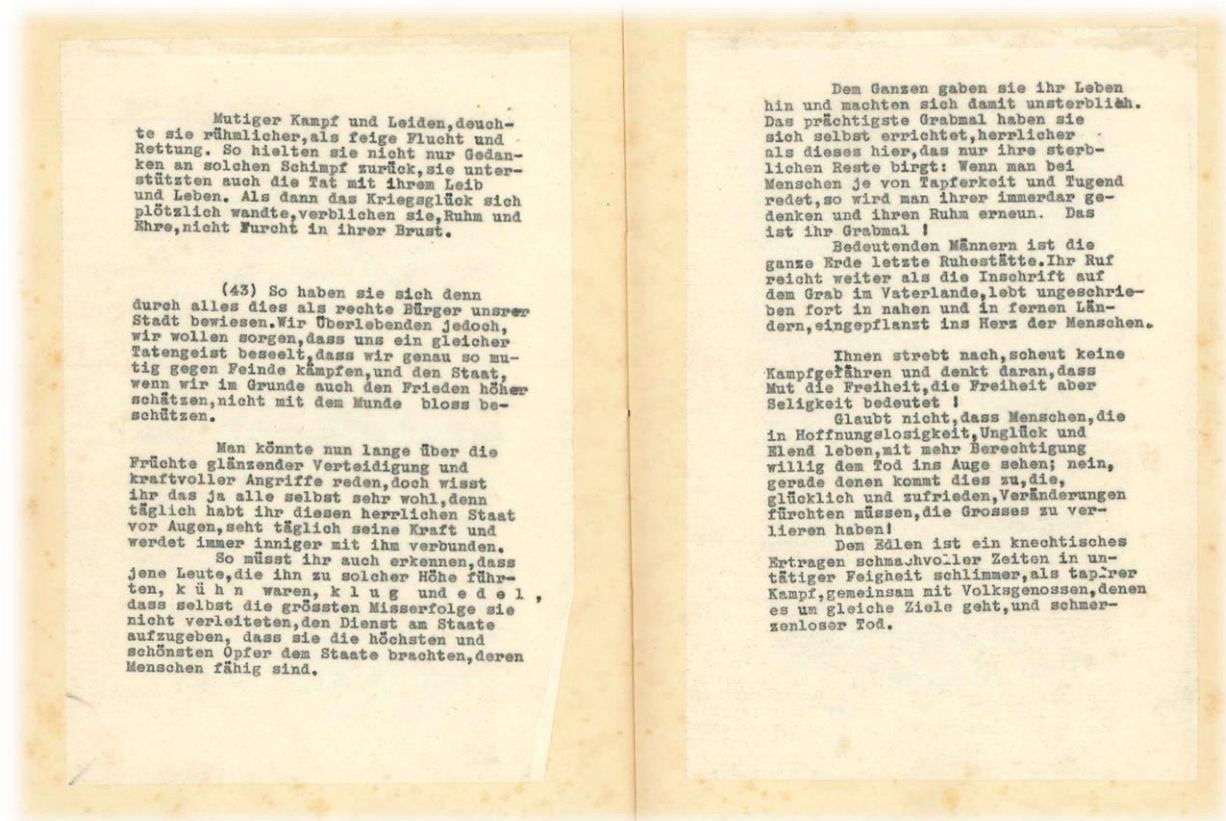 Mutiger Kampf und Leiden,deuch-
te sie rühmlicher,als feige Flucht und
Rettung. So hielten sie nicht nur Gedan-
ken an solchen Schimpf zurück,sie unter-
stützten auch die Tat mit ihrem Leib
und Leben. Als dann das Kriegsglück sich
plötzlich wandte,verblichen sie,Ruhm und
Ehre,nicht Furcht in ihrer Brust.
(43) So haben sie sich denn
durch alles dies als rechte Bürger unsrer
Stadt bewiesen.Wir Überlebenden jedoch,
wir wollen sorgen,dass uns ein gleicher
Tatengeist beseelt,dass wir genau so mu-
tig gegen Feinde kämpfen,und den Staat,
wenn wir im Grunde auch den Frieden höher
schätzen,nicht mit dem Munde bloss be-
schützen.
Man könnte nun lange über die
Früchte glänzender Verteidigung und
kraftvoller Angriffe reden,doch wisst
ihr das ja alle selbst sehr wohl,denn
täglich habt ihr diesen herrlichen Staat
vor Augen,seht täglich seine Kraft und
werdet immer inniger mit ihm verbunden.
So müsst ihr auch erkennen,dass
jene Leute,die ihn zu solcher Höhe führ-
ten, k ü h n waren, k l u g und e d e l ,
dass selbst die grössten Misserfolge sie
nicht verleiteten,den Dienst am Staate
aufzugeben, dass sie die höchsten und
schönsten Opfer dem Staate brachten,deren
Menschen fähig sind.
Dem Ganzen gaben sie ihr Leben
hin und machten sich damit unsterblich.
Das prächtigste Grabmal haben sie
sich selbst errichtet,herrlicher
als dieses hier,das nur ihre sterb-
lichen Reste birgt: Wenn man bei
Menschen je von Tapferkeit und Tugend
redet,so wird man ihrer immerdar ge-
denken und ihren Ruhm erneun. Das
ist ihr Grabmal !
Bedeutenden Männern ist die
ganze Erde letzte Ruhestätte.Ihr Ruf
reicht weiter als die Inschrift auf
dem Grab im Vaterlande,lebt ungeschrie-
ben fort in nahen und in fernen Län-
dern,eingepflanzt ins Herz der Menschen.
Ihnen strebt nach,scheut keine
Kampfgefahren und denkt daran,dass
Mut die Freiheit,die Freiheit aber
Seligkeit bedeutet !
Glaubt nicht,dass Menschen,die
in Hoffnungslosigkeit,Unglück und
Elend leben,mit mehr Berechtigung
willig dem Tod ins Auge sehen; nein,
gerade denen kommt dies zu,die,
glücklich und zufrieden,Veränderungen
fürchten müssen,die Grosses zu ver-
lieren haben!
Dem Edlen ist ein knechtisches
Ertragen schmachvoller Zeiten in un-
tätiger Feigheit schlimmer,als tapfrer
Kampf,gemeinsam mit Volksgenossen,denen
es um gleiche Ziele geht,und schmer-
zenloser Tod.